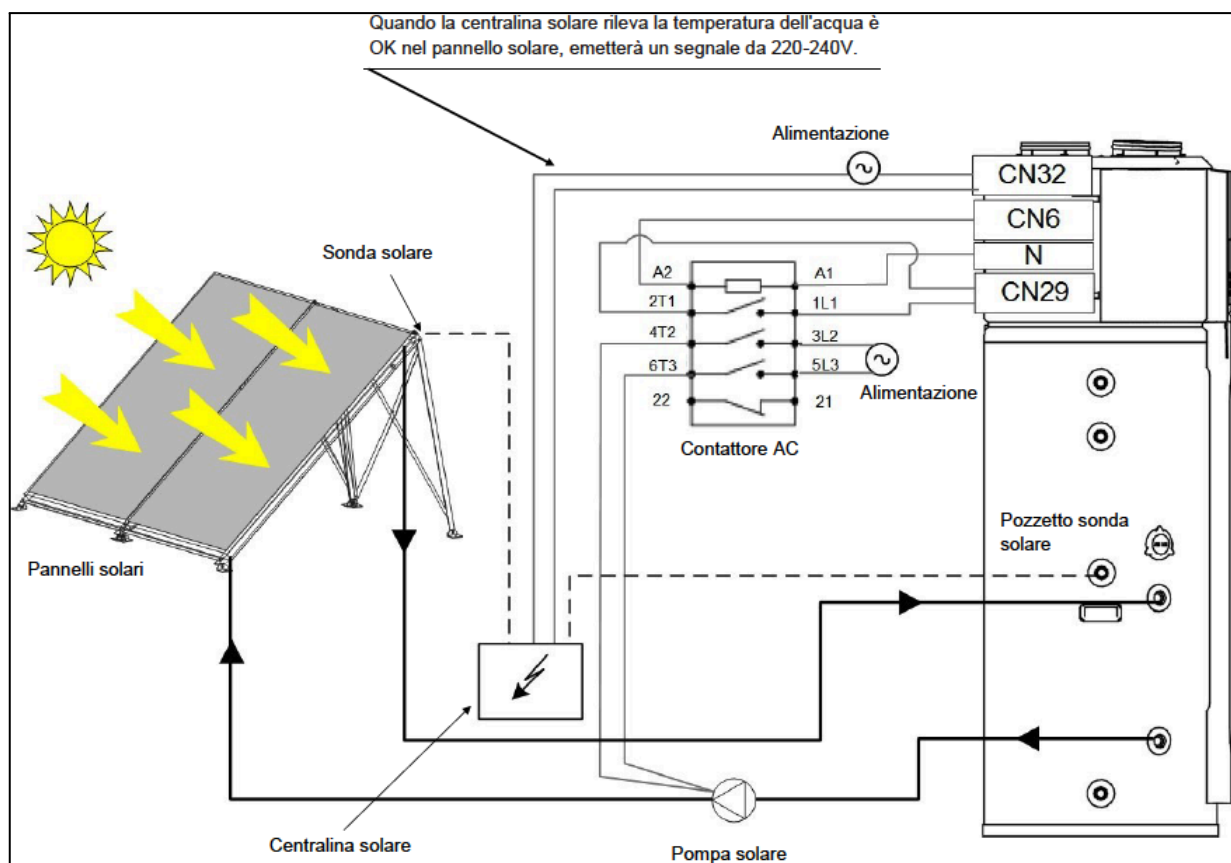 Quando la centralina solare rileva la temperatura dell'acqua è
OK nel pannello solare, emetterà un segnale da 220-240V.
Alimentazione
CN32
CN6
N
CN29
Sonda solare
A2
A1
2T1
1L1
4T2
3L2
6T3
5L3
22
21
Alimentazione
Contattore AC
Pozzetto sonda
solare
Pannelli solari
Centralina solare
Pompa solare